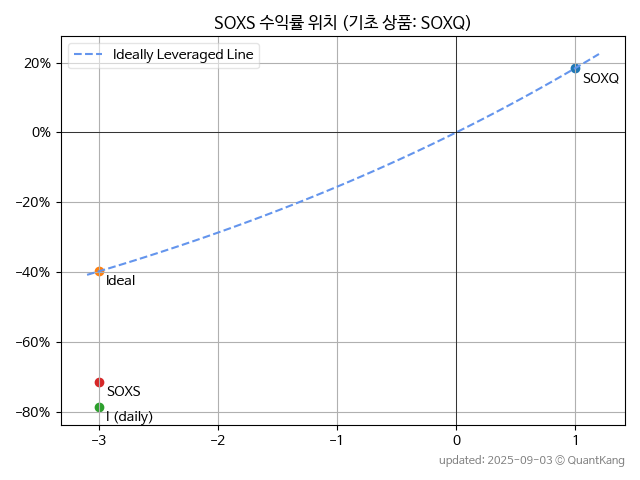 SOXS 수익률 위치 (기초 상품: SOXQ)
Ideally Leveraged Line
20%
0%
−20%
−40%
−60%
−80%
SOXQ
Ideal
SOXS
I (daily)
−3
−2
−1
0
1
updated: 2025-09-03 © QuantKang